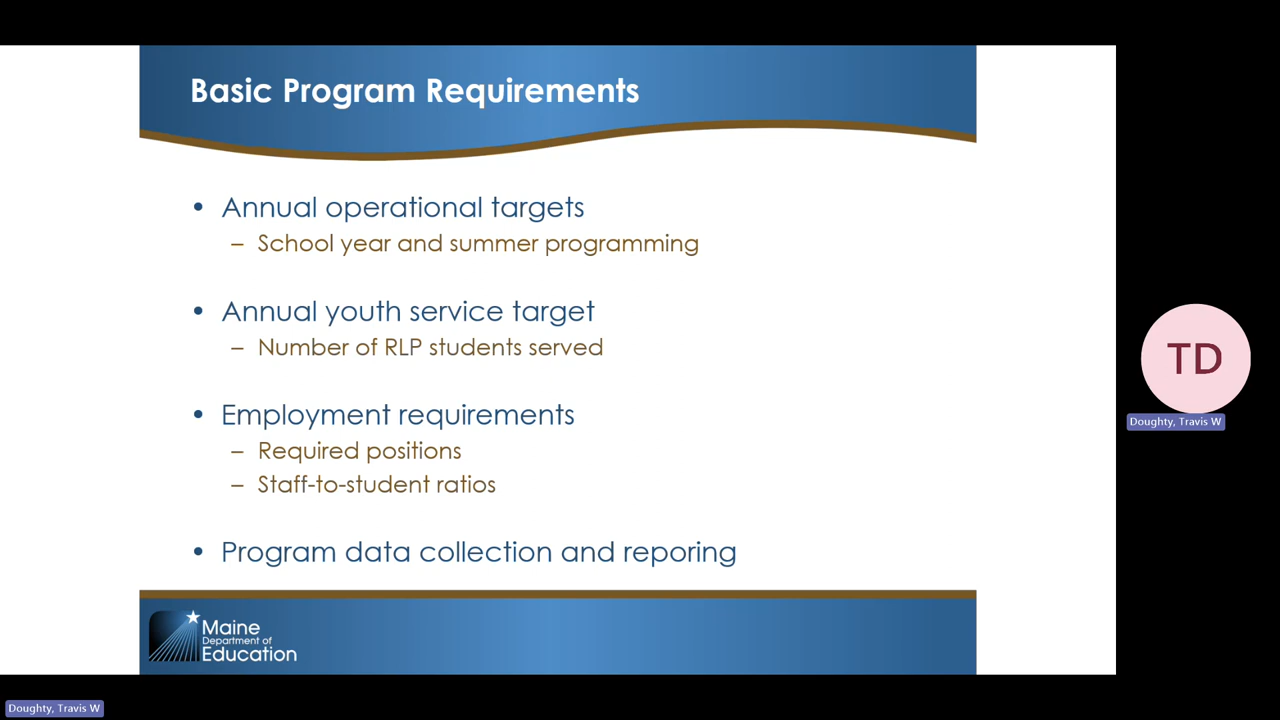 Basic Program Requirements
• Annual operational targets
– School year and summer programming
• Annual youth service target
– Number of RLP students served
• Employment requirements
– Required positions
– Staff-to-student ratios
• Program data collection and reporing
Maine
Department of
Education
TD
Doughty, Travis W
Doughty, Travis W